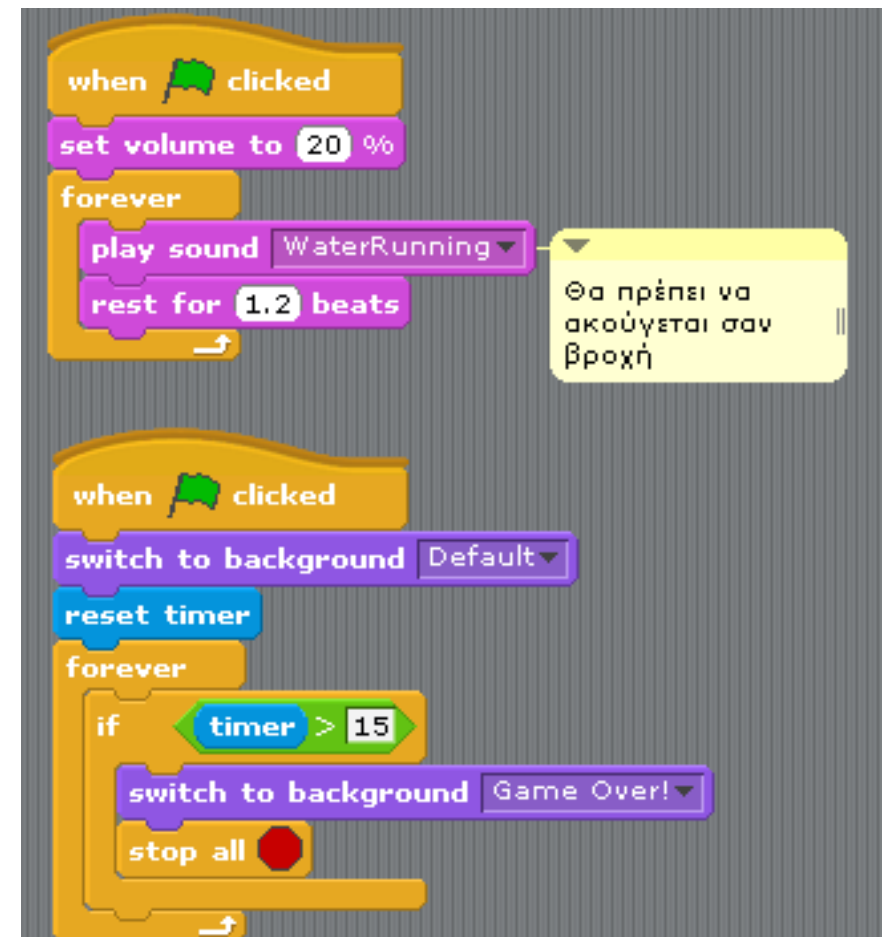 when clicked
set volume to 20 %
forever
play sound WaterRunning
rest for 1.2 beats
Θα πρέπει να
ακούγεται σαν
βροχή
when clicked
switch to background Default
reset timer
forever
if timer > 15
switch to background Game Over!
stop all